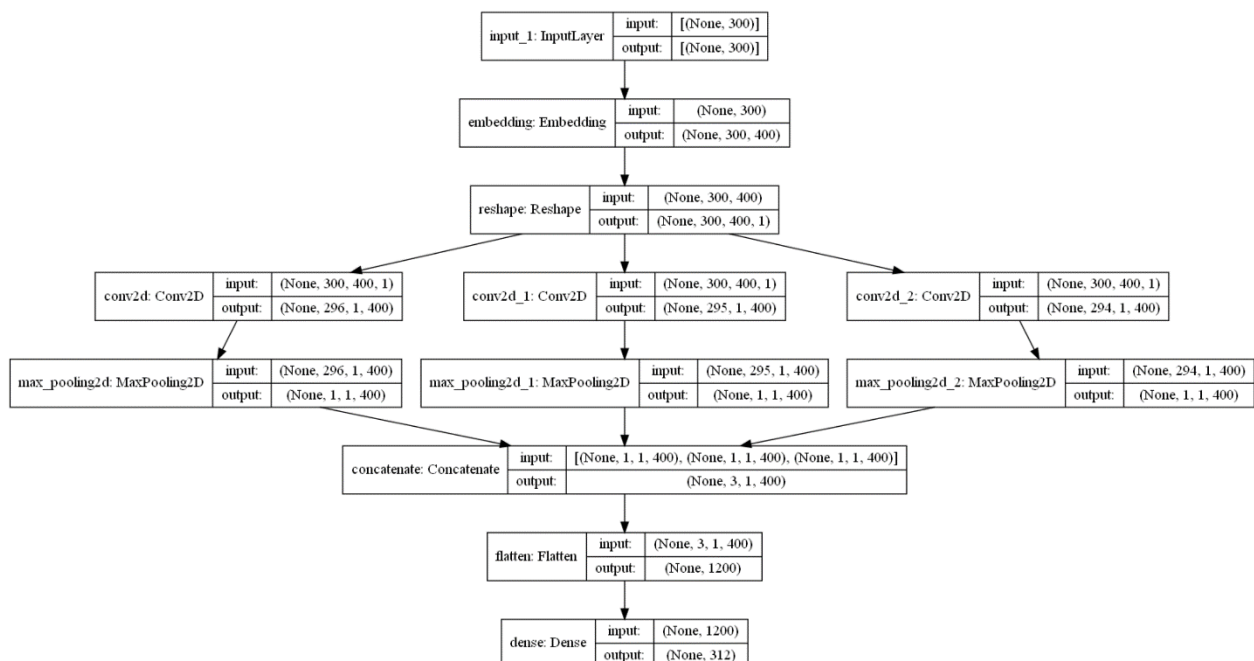 input_1: InputLayer
input: [(None, 300)]
output: [(None, 300)]
embedding: Embedding
input: (None, 300)
output: (None, 300, 400)
reshape: Reshape
input: (None, 300, 400)
output: (None, 300, 400, 1)
conv2d: Conv2D
input: (None, 300, 400, 1)
output: (None, 296, 1, 400)
conv2d_1: Conv2D
input: (None, 300, 400, 1)
output: (None, 295, 1, 400)
conv2d_2: Conv2D
input: (None, 300, 400, 1)
output: (None, 294, 1, 400)
max_pooling2d: MaxPooling2D
input: (None, 296, 1, 400)
output: (None, 1, 1, 400)
max_pooling2d_1: MaxPooling2D
input: (None, 295, 1, 400)
output: (None, 1, 1, 400)
max_pooling2d_2: MaxPooling2D
input: (None, 294, 1, 400)
output: (None, 1, 1, 400)
concatenate: Concatenate
input: [(None, 1, 1, 400), (None, 1, 1, 400), (None, 1, 1, 400)]
output: (None, 3, 1, 400)
flatten: Flatten
input: (None, 3, 1, 400)
output: (None, 1200)
dense: Dense
input: (None, 1200)
output: (None, 312)